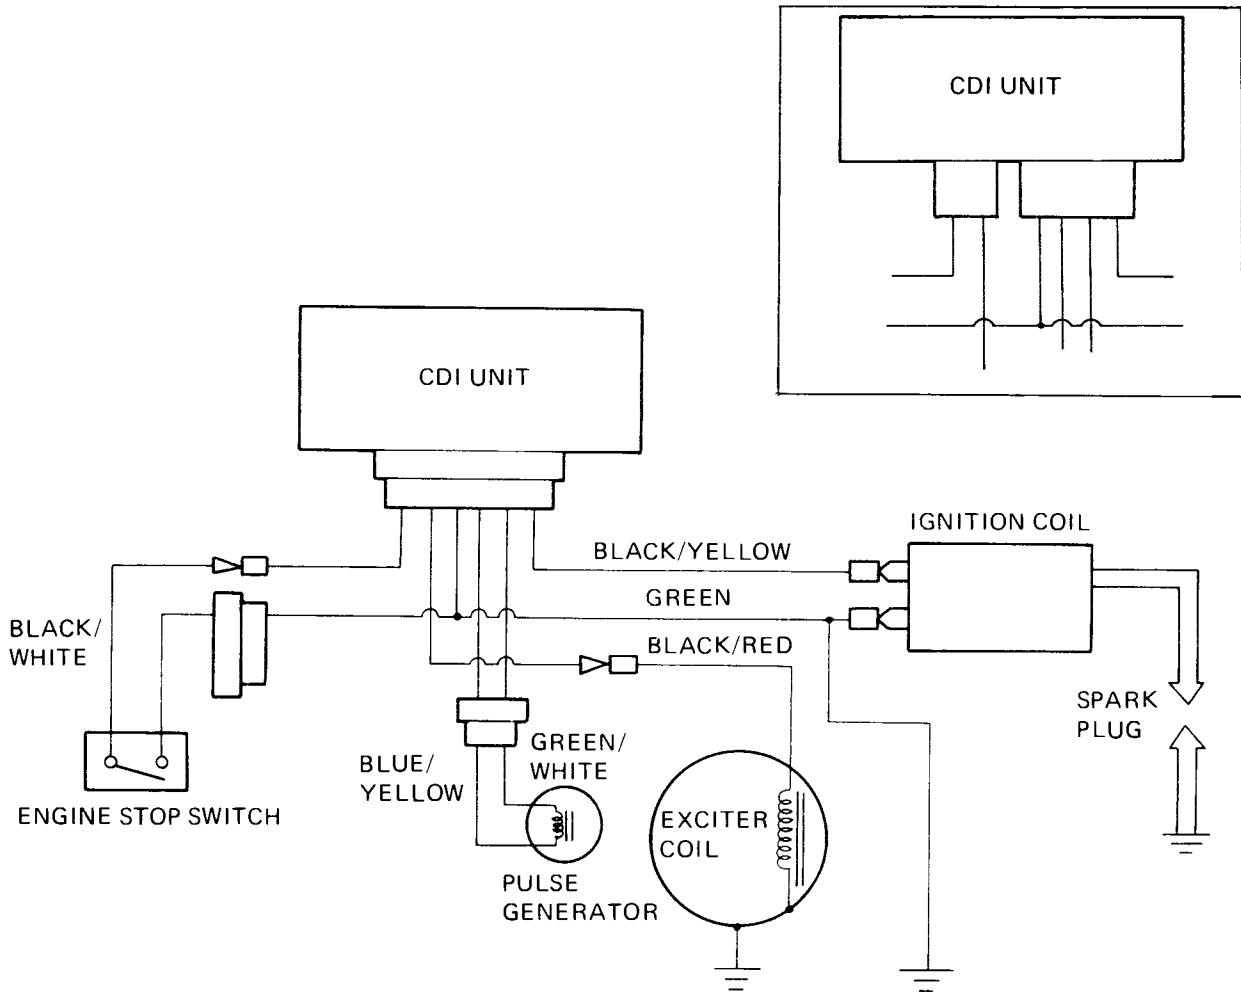 CDI UNIT
CDI UNIT
IGNITION COIL
BLACK/YELLOW
GREEN
BLACK/
WHITE
BLACK/RED
SPARK
PLUG
GREEN/
WHITE
BLUE/
YELLOW
ENGINE STOP SWITCH
EXCITER
COIL
PULSE
GENERATOR